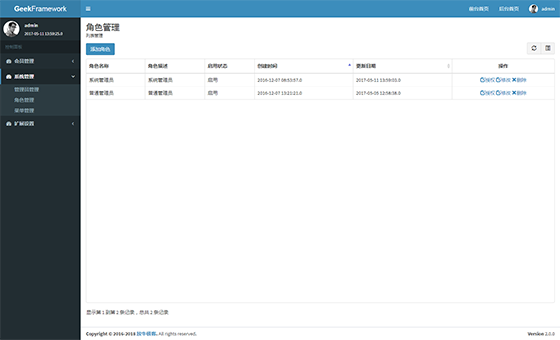 GeekFramework
前台首页 后台首页 admin
admin
2017-05-11 13:59:25.0
会员管理
系统管理
管理员管理
角色管理
菜单管理
扩展设置
角色管理
列表管理
添加角色
角色名称 角色描述 启用状态 创建时间 更新日期 操作
系统管理员 系统管理员 启用 2016-12-07 08:53:57.0 2017-05-11 13:59:03.0 授权 修改 删除
普通管理员 普通管理员 启用 2016-12-07 13:21:21.0 2017-05-05 12:58:38.0 授权 修改 删除
显示第 1 到第 2 条记录，总共 2 条记录
Copyright © 2016-2018 All rights reserved.
Version 2.0.0